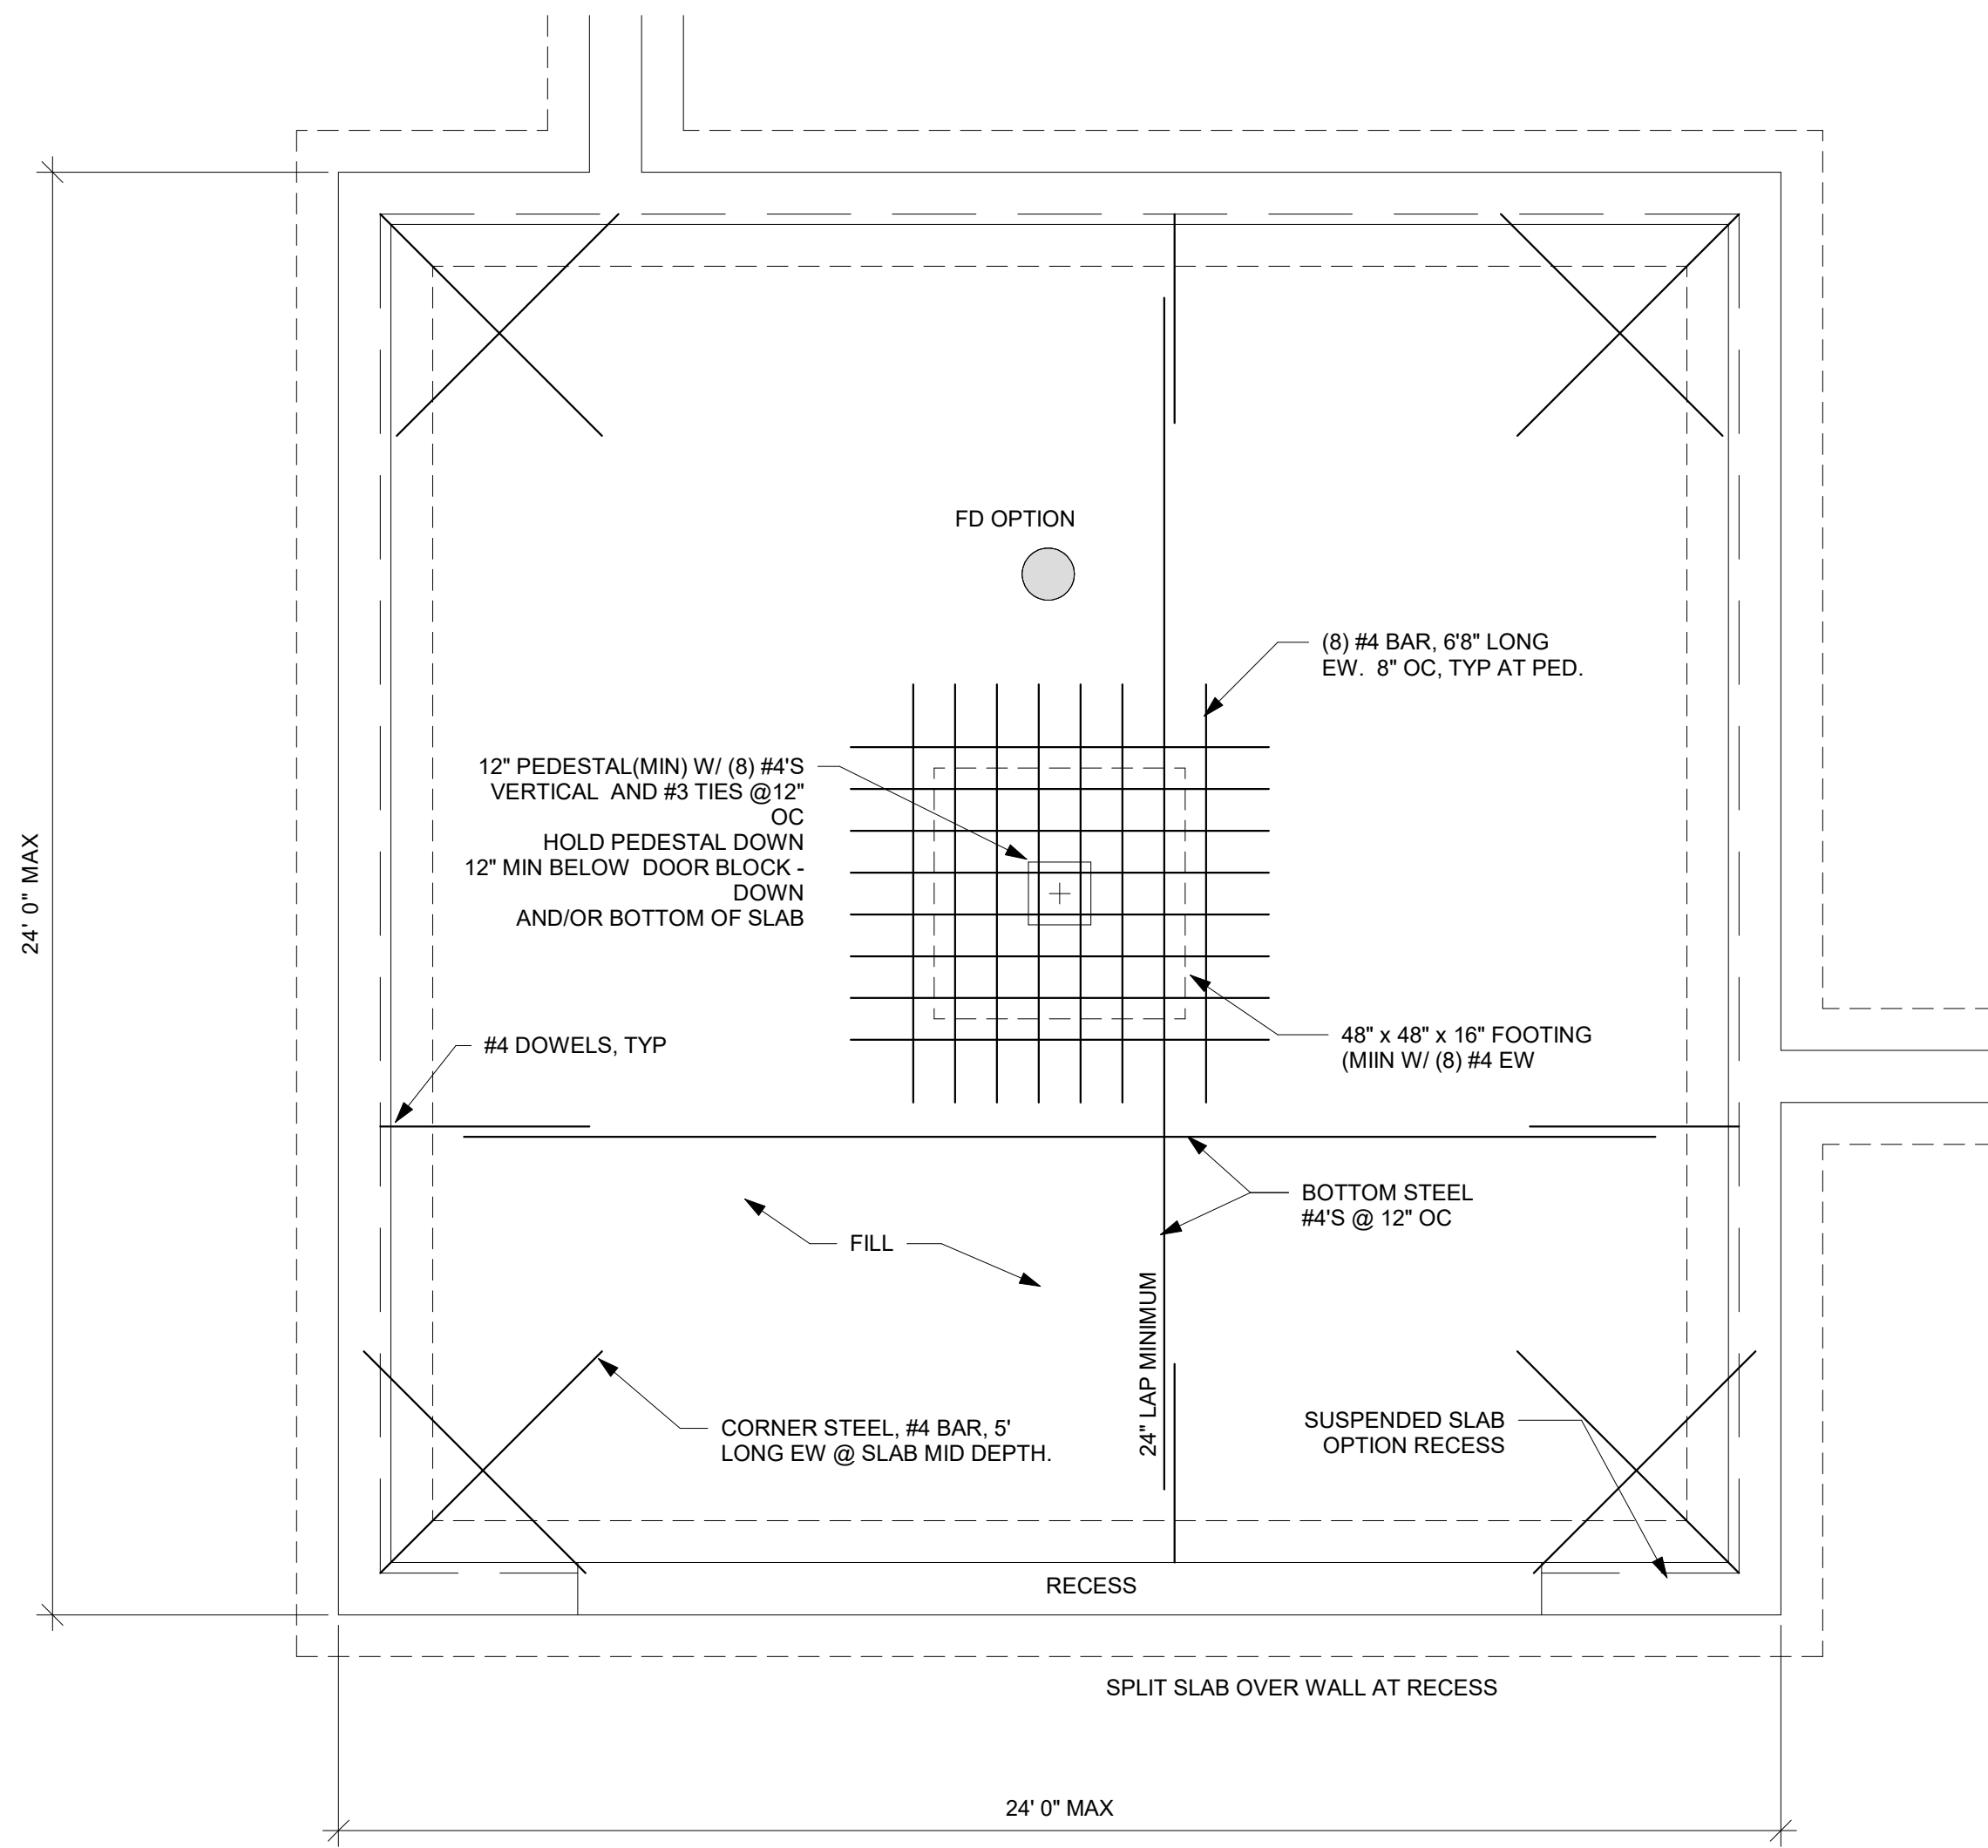 FD OPTION
(8) #4 BAR, 6'8" LONG
EW.  8" OC, TYP AT PED.
12" PEDESTAL(MIN) W/ (8) #4'S
VERTICAL  AND #3 TIES @12"
OC
HOLD PEDESTAL DOWN
12" MIN BELOW  DOOR BLOCK -
DOWN
AND/OR BOTTOM OF SLAB
24' 0" MAX
#4 DOWELS, TYP
48" x 48" x 16" FOOTING
(MIIN W/ (8) #4 EW
BOTTOM STEEL
#4'S @ 12" OC
FILL
24" LAP MINIMUM
CORNER STEEL, #4 BAR, 5'
LONG EW @ SLAB MID DEPTH.
SUSPENDED SLAB
OPTION RECESS
RECESS
SPLIT SLAB OVER WALL AT RECESS
24' 0" MAX